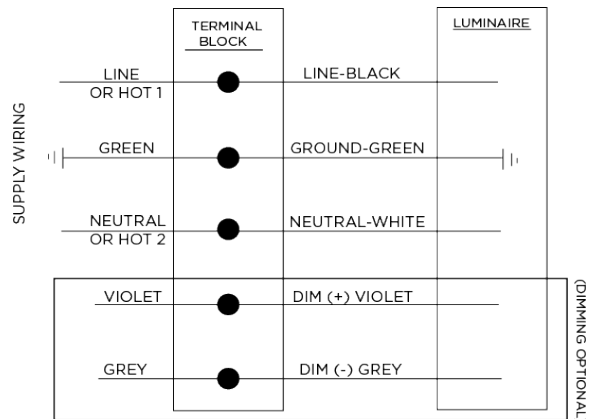 TERMINAL
BLOCK
LUMINAIRE
SUPPLY WIRING
LINE
OR HOT 1
LINE-BLACK
GREEN
GROUND-GREEN
NEUTRAL
OR HOT 2
NEUTRAL-WHITE
VIOLET
DIM (+) VIOLET
GREY
DIM (-) GREY
(DIMMING OPTIONAL